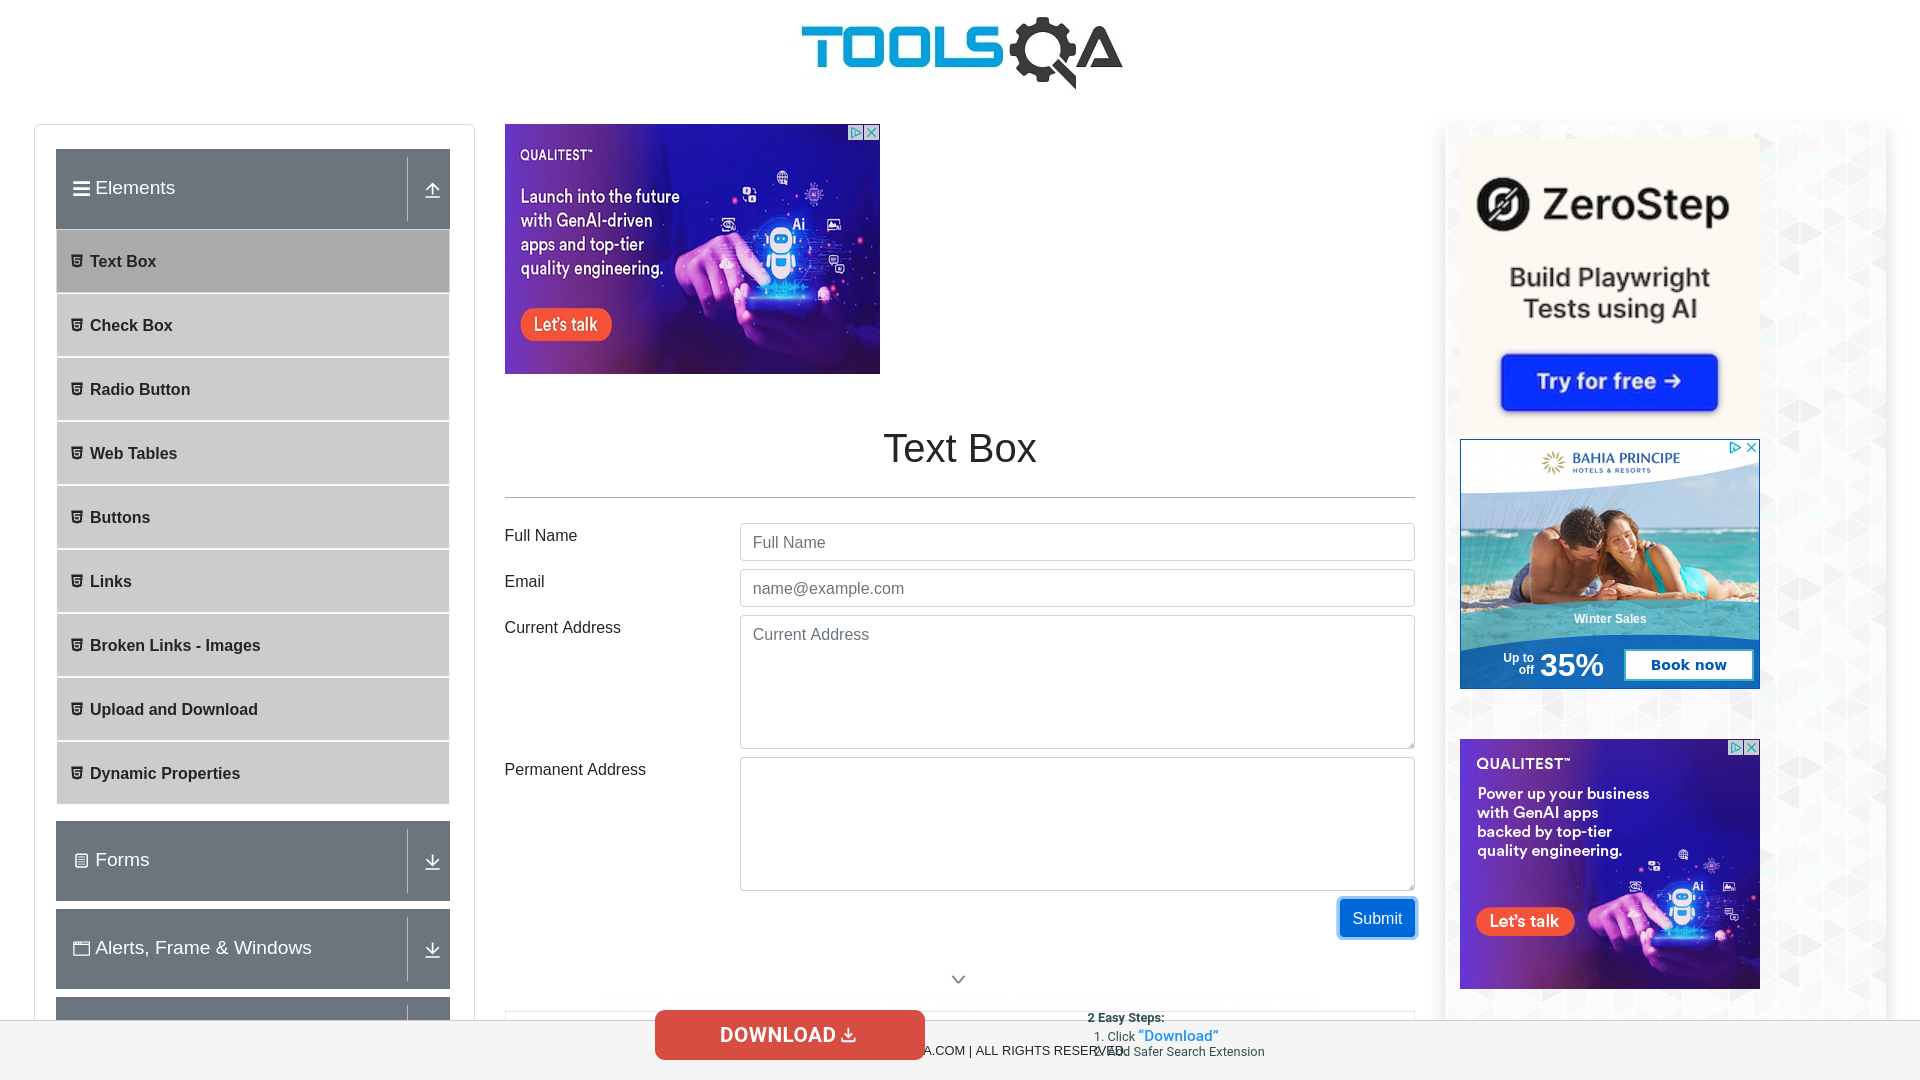 TOOLSQA
Elements
Text Box
Check Box
Radio Button
Web Tables
Buttons
Links
Broken Links - Images
Upload and Download
Dynamic Properties
Forms
Alerts, Frame & Windows
QUALITEST™
Launch into the future
with GenAI-driven
apps and top-tier
quality engineering.
Let's talk
Ai
Text Box
Full Name
Full Name
Email
name@example.com
Current Address
Current Address
Permanent Address
Submit
ZeroStep
Build Playwright
Tests using AI
Try for free →
BAHIA PRINCIPE
HOTELS & RESORTS
Winter Sales
Up to
off
35%
Book now
QUALITEST™
Power up your business
with GenAI apps
backed by top-tier
quality engineering.
Let's talk
Ai
DOWNLOAD
2 Easy Steps:
1. Click “Download”
2. Add Safer Search Extension
A.COM | ALL RIGHTS RESERVED.